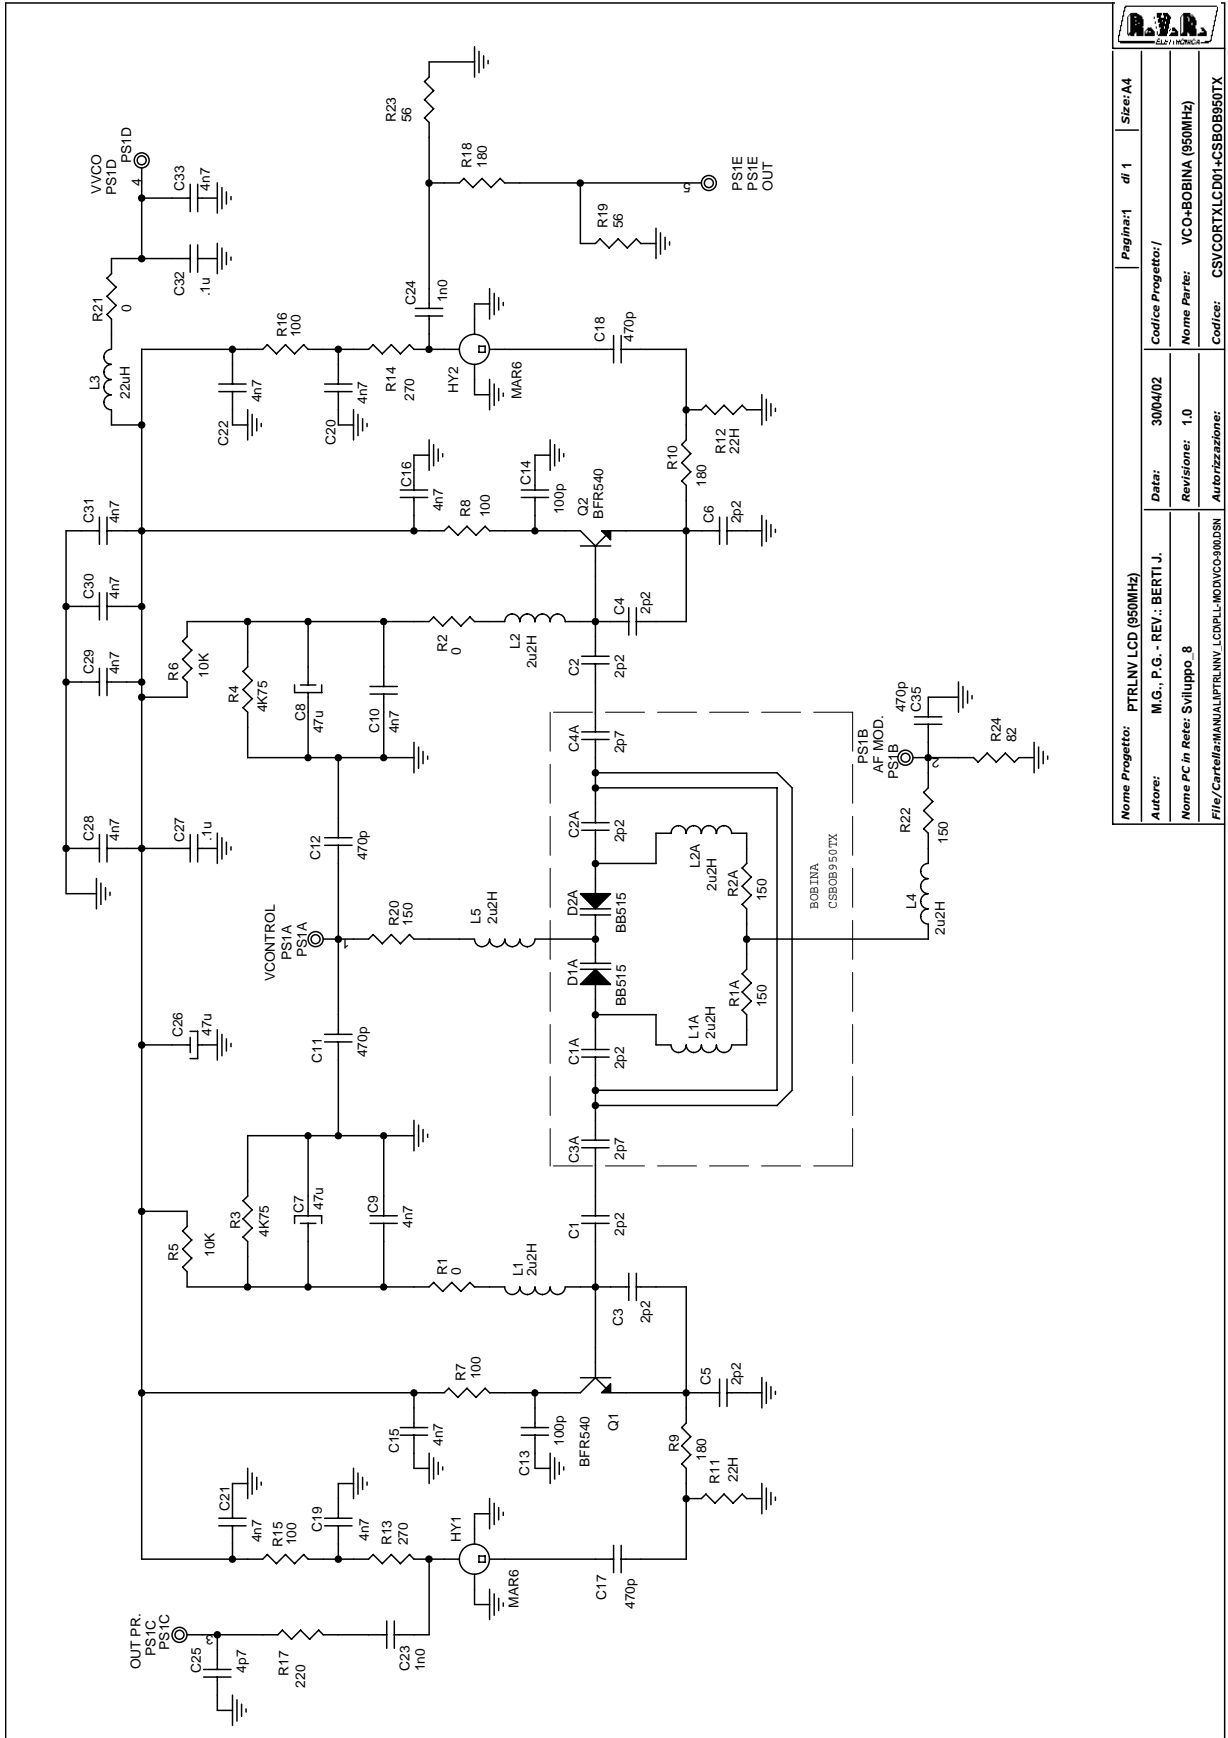 R.V.R.
ELETTRONICA
Nome Progetto: PTRLNV LCD (950MHz)
Pagina:1 di 1
Size:A4
Autore: M.G., P.G. - REV.: BERTI J.
Data: 30/04/02
Codice Progetto:/
Nome PC in Rete: Sviluppo_8
Revisione: 1.0
Nome Parte: VCO+BOBINA (950MHz)
Autorizzazione:
Codice: CSVCORTXLCD01+CSBOB950TX
OUT PR.
PS1C
PS1C
3
C25
4p7
R17
220
C23
1n0
C21
4n7
R15
100
C19
4n7
R13
270
HY1
MAR6
C17
470p
C15
4n7
R7
100
C13
100p
BFR540
Q1
R9
180
R11
22H
C5
2p2
R5
10K
R3
4K75
C7
47u
C9
4n7
R1
0
L1
2u2H
C3
2p2
C1
2p2
C26
47u
C11
470p
VCONTROL
PS1A
PS1A
1
C12
470p
R20
150
L5
2u2H
C28
4n7
C27
.1u
C29
4n7
C30
4n7
C31
4n7
R6
10K
R4
4K75
C8
47u
C10
4n7
R2
0
L2
2u2H
C4
2p2
C2
2p2
C3A
2p7
C1A
2p2
D1A
BB515
D2A
BB515
C2A
2p2
C4A
2p7
L1A
2u2H
R1A
150
L2A
2u2H
R2A
150
BOBINA
CSBOB950TX
L4
2u2H
R22
150
PS1B
AF MOD.
PS1B
2
470p
C35
R24
82
C16
4n7
R8
100
C14
100p
Q2
BFR540
C6
2p2
R10
180
R12
22H
C22
4n7
R16
100
C20
4n7
R14
270
HY2
MAR6
C18
470p
C24
1n0
L3
22uH
R21
0
C32
.1u
C33
4n7
VVCO
PS1D
PS1D
4
R23
56
R18
180
R19
56
5
PS1E
PS1E
OUT